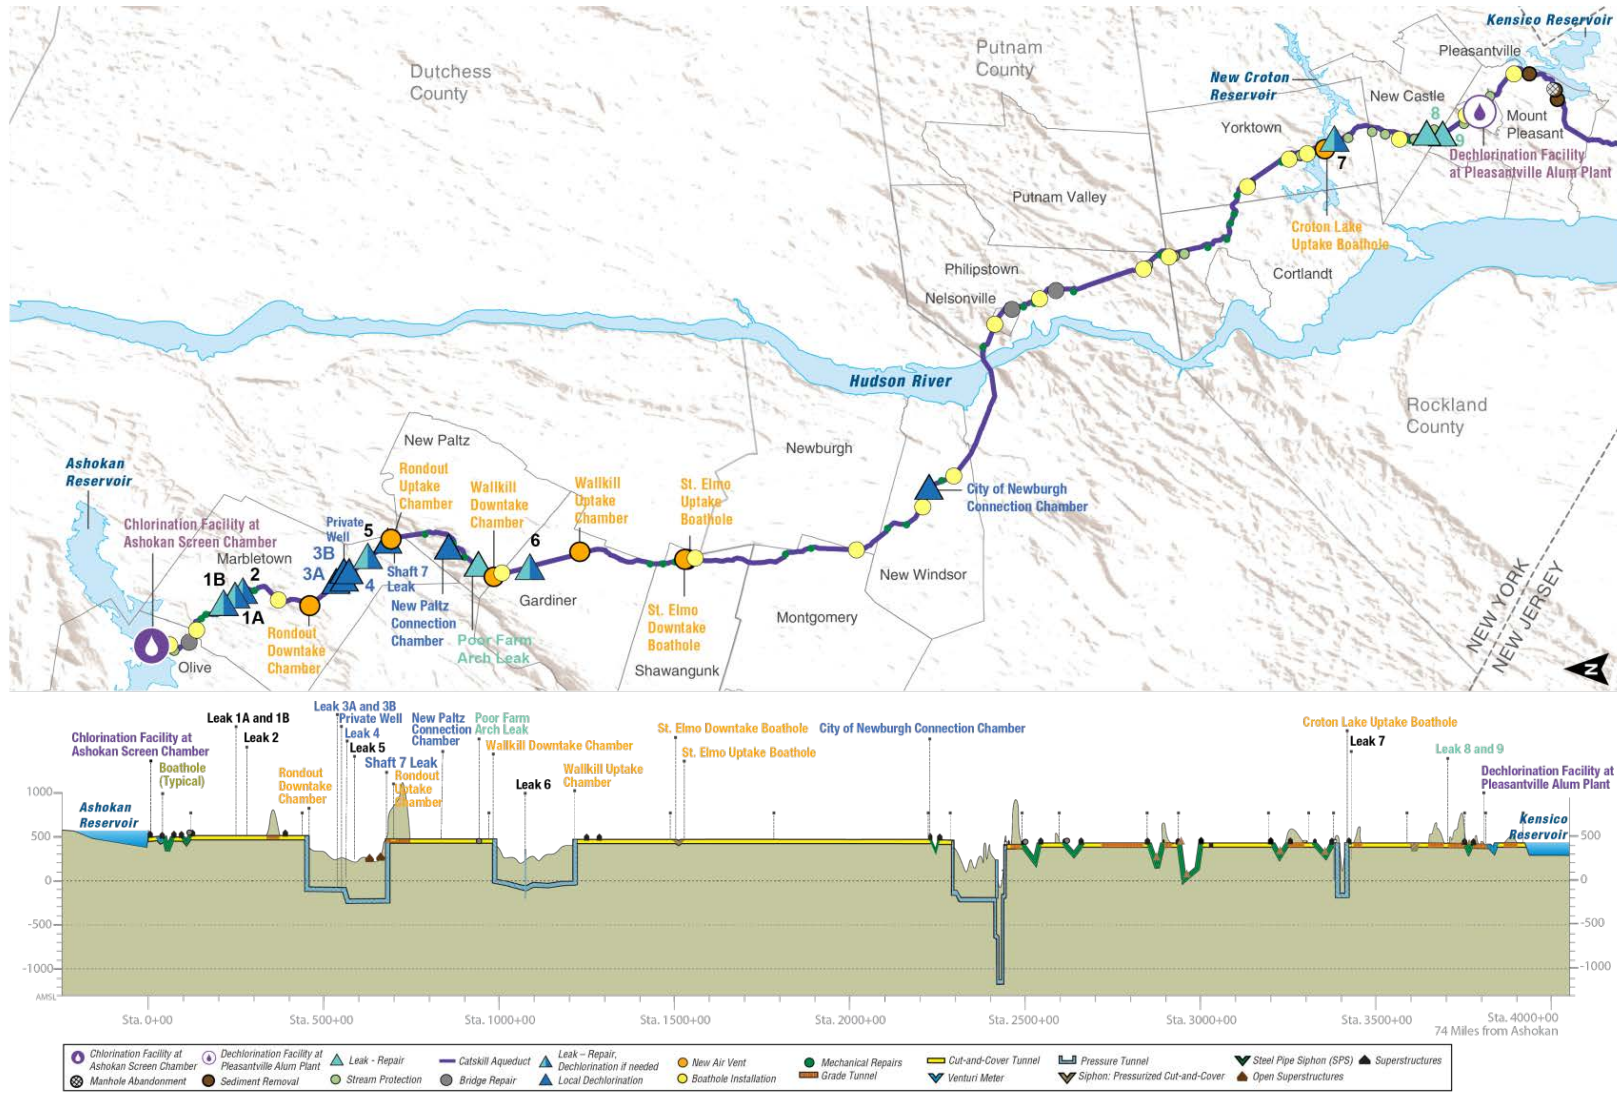 Kensico Reservoir
Putnam
County
Pleasantville
Dutchess
County
New Croton
Reservoir
New Castle
8
Mount
Pleasant
Yorktown
9
7
Dechlorination Facility
at Pleasantville Alum Plant
Putnam Valley
Croton Lake
Uptake Boathole
Philipstown
Cortlandt
Nelsonville
Hudson River
Rockland
County
New Paltz
Newburgh
Ashokan
Reservoir
Rondout
Uptake
Chamber
Wallkill
Downtake
Chamber
Wallkill
Uptake
Chamber
St. Elmo
Uptake
Boathole
City of Newburgh
Connection Chamber
Chlorination Facility at
Ashokan Screen Chamber
Private
Well
5
6
Marbletown
3B
3A
4
1B
2
1A
Shaft 7
Leak
New Paltz
Connection
Chamber
New Windsor
Gardiner
St. Elmo
Downtake
Boathole
Montgomery
Rondout
Downtake
Chamber
Poor Farm
Arch Leak
Olive
Shawangunk
NEW YORK
NEW JERSEY
N
Leak 3A and 3B
Leak 1A and 1B
Private Well
New Paltz
Connection
Chamber
Poor Farm
Arch Leak
St. Elmo Downtake Boathole
City of Newburgh Connection Chamber
Croton Lake Uptake Boathole
Chlorination Facility at
Ashokan Screen Chamber
Leak 2
Leak 4
Leak 5
Wallkill Downtake Chamber
St. Elmo Uptake Boathole
Leak 7
Leak 8 and 9
Boathole
(Typical)
Shaft 7 Leak
Rondout
Downtake
Chamber
Rondout
Uptake
Chamber
Leak 6
Wallkill Uptake
Chamber
Dechlorination Facility at
Pleasantville Alum Plant
1000
1000
Ashokan
Reservoir
Kensico
Reservoir
500
500
0
0
-500
-500
-1000
-1000
AMSL
Sta. 0+00
Sta. 500+00
Sta. 1000+00
Sta. 1500+00
Sta. 2000+00
Sta. 2500+00
Sta. 3000+00
Sta. 3500+00
Sta. 4000+00
74 Miles from Ashokan
Chlorination Facility at
Ashokan Screen Chamber
Dechlorination Facility at
Pleasantville Alum Plant
Leak - Repair
Catskill Aqueduct
Leak – Repair,
Dechlorination if needed
New Air Vent
Mechanical Repairs
Cut-and-Cover Tunnel
Pressure Tunnel
Steel Pipe Siphon (SPS)
Superstructures
Manhole Abandonment
Sediment Removal
Stream Protection
Bridge Repair
Local Dechlorination
Boathole Installation
Grade Tunnel
Venturi Meter
Siphon: Pressurized Cut-and-Cover
Open Superstructures